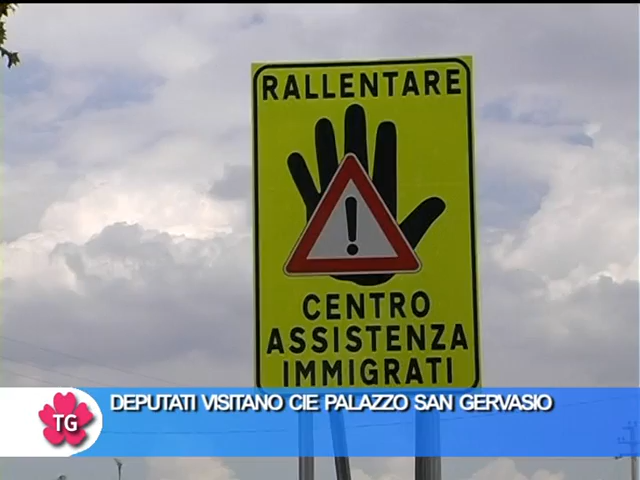 RALLENTARE
!
CENTRO
ASSISTENZA
IMMIGRATI
TG
DEPUTATI VISITANO CIE PALAZZO SAN GERVASIO